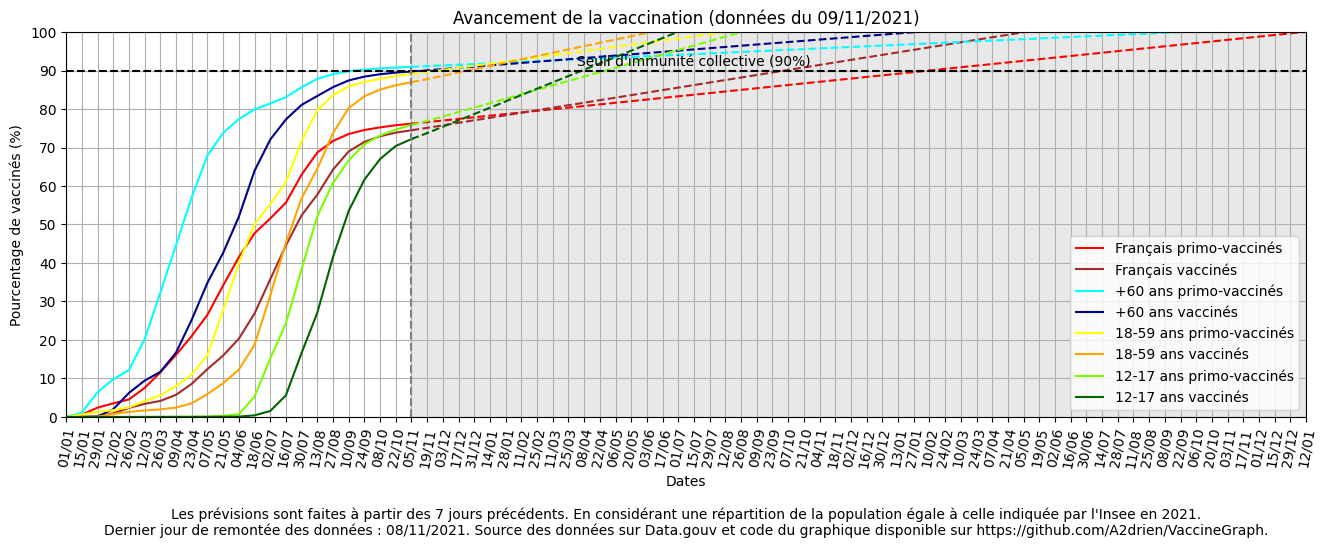 Avancement de la vaccination (données du 09/11/2021)
Pourcentage de vaccinés (%)
100
90
80
70
60
50
40
30
20
10
0
Seuil d'immunité collective (90%)
Français primo-vaccinés
Français vaccinés
+60 ans primo-vaccinés
+60 ans vaccinés
18-59 ans primo-vaccinés
18-59 ans vaccinés
12-17 ans primo-vaccinés
12-17 ans vaccinés
01/01 15/01 29/01 12/02 26/02 12/03 26/03 09/04 23/04 07/05 21/05 04/06 18/06 02/07 16/07 30/07 13/08 27/08 10/09 24/09 08/10 22/10 05/11 19/11 03/12 17/12 31/12 14/01 28/01 11/02 25/02 11/03 25/03 08/04 22/04 06/05 20/05 03/06 17/06 01/07 15/07 29/07 12/08 26/08 09/09 23/09 07/10 21/10 04/11 18/11 02/12 16/12 30/12 13/01 27/01 10/02 24/02 10/03 24/03 07/04 21/04 05/05 19/05 02/06 16/06 30/06 14/07 28/07 11/08 25/08 08/09 22/09 06/10 20/10 03/11 17/11 01/12 15/12 29/12 12/01
Dates
Les prévisions sont faites à partir des 7 jours précédents. En considérant une répartition de la population égale à celle indiquée par l'Insee en 2021.
Dernier jour de remontée des données : 08/11/2021. Source des données sur Data.gouv et code du graphique disponible sur https://github.com/A2drien/VaccineGraph.